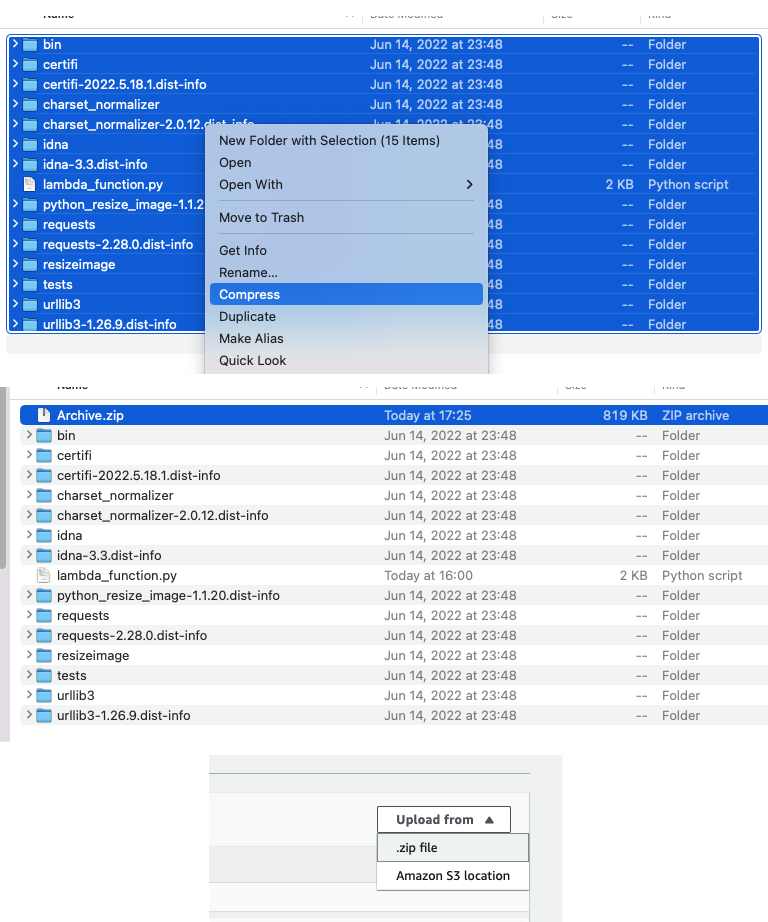 Name Date Modified Size Kind
bin Jun 14, 2022 at 23:48 -- Folder
certifi Jun 14, 2022 at 23:48 -- Folder
certifi-2022.5.18.1.dist-info Jun 14, 2022 at 23:48 -- Folder
charset_normalizer Jun 14, 2022 at 23:48 -- Folder
charset_normalizer-2.0.12.dist-info Jun 14, 2022 at 23:48 -- Folder
idna 48 -- Folder
idna-3.3.dist-info 48 -- Folder
lambda_function.py 2 KB Python script
python_resize_image-1.1.2 48 -- Folder
requests 48 -- Folder
requests-2.28.0.dist-info 48 -- Folder
resizeimage 48 -- Folder
tests 48 -- Folder
urllib3 48 -- Folder
urllib3-1.26.9.dist-info 48 -- Folder
New Folder with Selection (15 Items)
Open
Open With
Move to Trash
Get Info
Rename...
Compress
Duplicate
Make Alias
Quick Look
Name Date Modified Size Kind
Archive.zip Today at 17:25 819 KB ZIP archive
bin Jun 14, 2022 at 23:48 -- Folder
certifi Jun 14, 2022 at 23:48 -- Folder
certifi-2022.5.18.1.dist-info Jun 14, 2022 at 23:48 -- Folder
charset_normalizer Jun 14, 2022 at 23:48 -- Folder
charset_normalizer-2.0.12.dist-info Jun 14, 2022 at 23:48 -- Folder
idna Jun 14, 2022 at 23:48 -- Folder
idna-3.3.dist-info Jun 14, 2022 at 23:48 -- Folder
lambda_function.py Today at 16:00 2 KB Python script
python_resize_image-1.1.20.dist-info Jun 14, 2022 at 23:48 -- Folder
requests Jun 14, 2022 at 23:48 -- Folder
requests-2.28.0.dist-info Jun 14, 2022 at 23:48 -- Folder
resizeimage Jun 14, 2022 at 23:48 -- Folder
tests Jun 14, 2022 at 23:48 -- Folder
urllib3 Jun 14, 2022 at 23:48 -- Folder
urllib3-1.26.9.dist-info Jun 14, 2022 at 23:48 -- Folder
Upload from
.zip file
Amazon S3 location